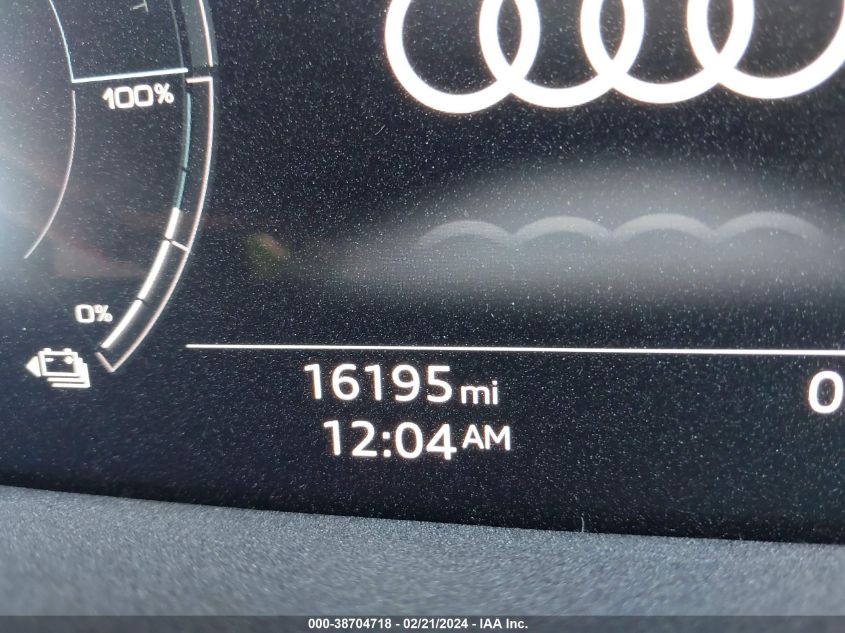 100%
0%
16195 mi
12:04 AM
0
000-38704718 - 02/21/2024 - IAA Inc.